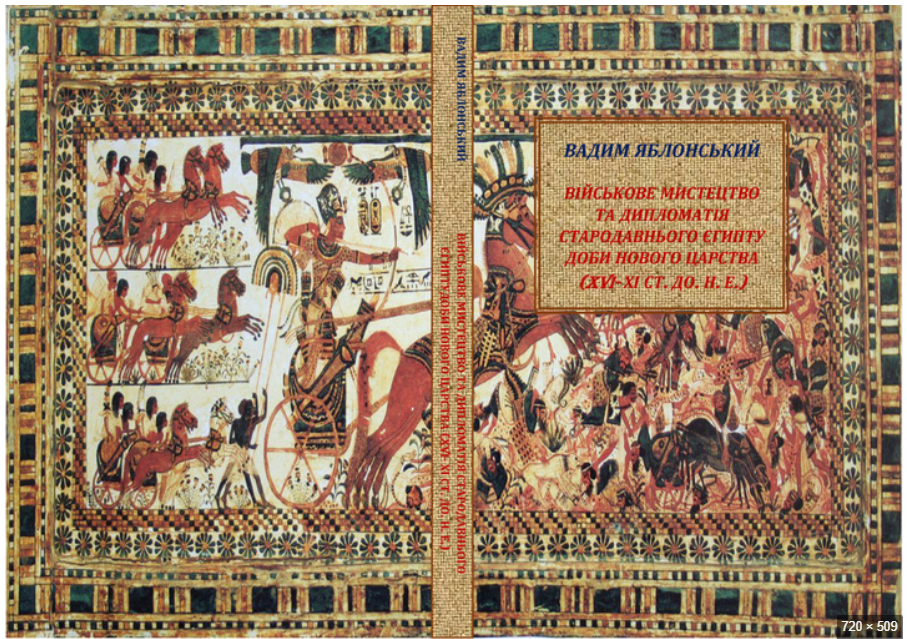 ВАДИМ ЯБЛОНСЬКИЙ
ВІЙСЬКОВЕ МИСТЕЦТВО ТА ДИПЛОМАТІЯ СТАРОДАВНЬОГО
ЄГИПТУ ДОБИ НОВОГО ЦАРСТВА (XVI-XI СТ. ДО. Н. Е.)
ВАДИМ ЯБЛОНСЬКИЙ
ВІЙСЬКОВЕ МИСТЕЦТВО
ТА ДИПЛОМАТІЯ
СТАРОДАВНЬОГО ЄГИПТУ
ДОБИ НОВОГО ЦАРСТВА
(XVI-XI СТ. ДО. Н. Е.)
720 × 509